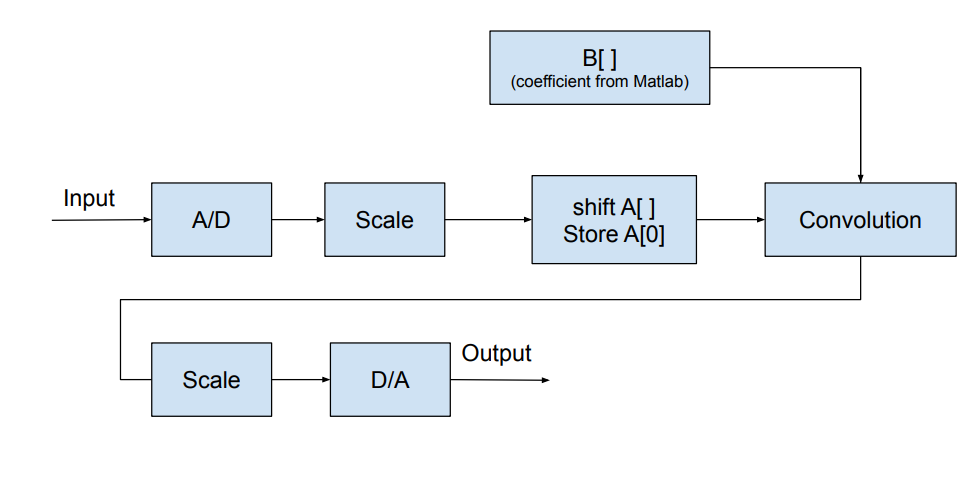 B[ ]
(coefficient from Matlab)
Input
A/D
Scale
shift A[ ]
Store A[0]
Convolution
Scale
D/A
Output